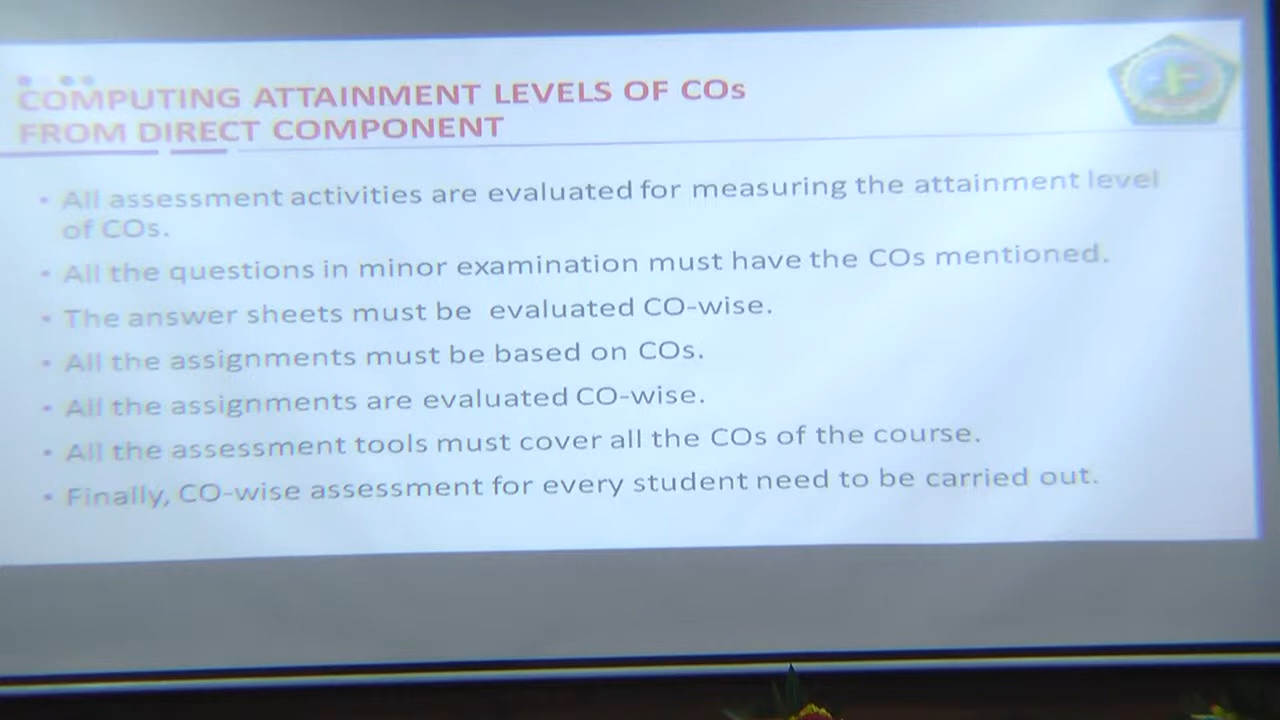 COMPUTING ATTAINMENT LEVELS OF COs
FROM DIRECT COMPONENT
• All assessment activities are evaluated for measuring the attainment level
of COs.
• All the questions in minor examination must have the COs mentioned.
• The answer sheets must be evaluated CO-wise.
• All the assignments must be based on COs.
• All the assignments are evaluated CO-wise.
• All the assessment tools must cover all the COs of the course.
• Finally, CO-wise assessment for every student need to be carried out.